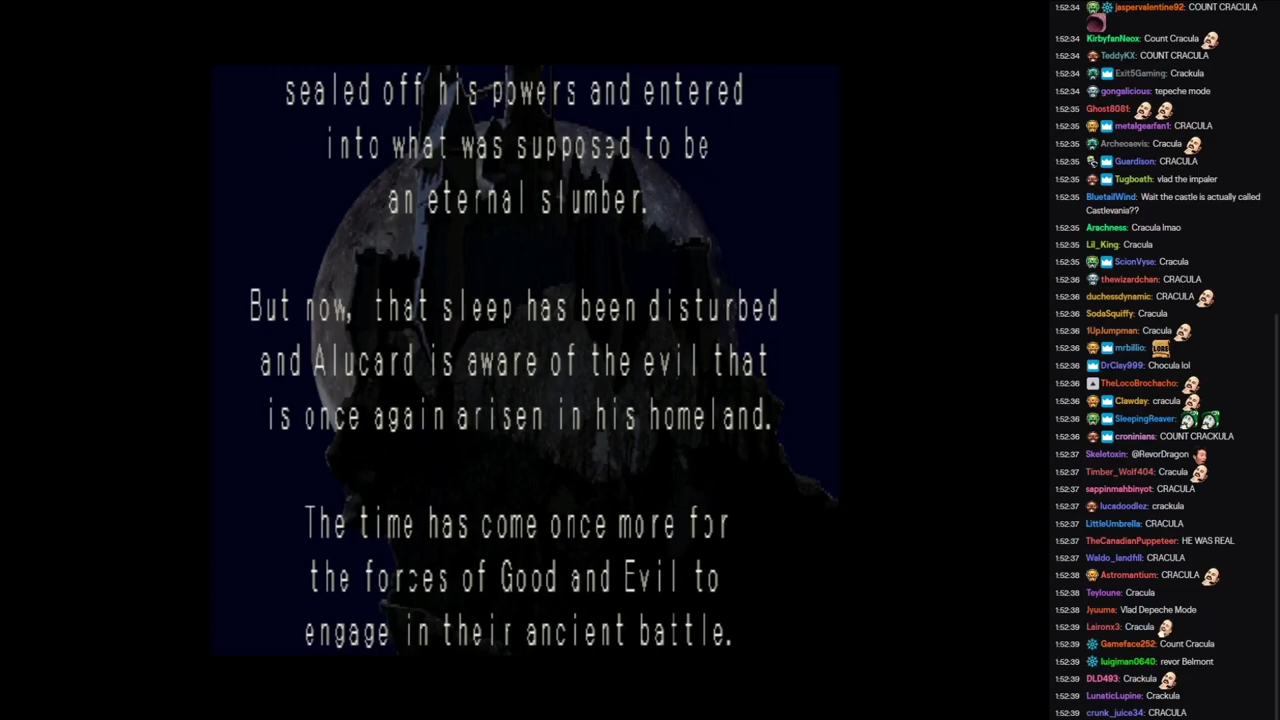 sealed off his powers and entered
into what was supposed to be
an eternal slumber.
But now, that sleep has been disturbed
and Alucard is aware of the evil that
is once again arisen in his homeland.
The time has come once more for
the forces of Good and Evil to
engage in their ancient battle.
1:52:34 jaspervalentine92: COUNT CRACULA
1:52:34 KirbyfanNeox: Count Cracula
1:52:34 TeddyKX: COUNT CRACULA
1:52:34 Exit5Gaming: Crackula
1:52:34 gongalicious: tepeche mode
1:52:35 Ghost8081:
1:52:35 metalgearfan1: CRACULA
1:52:35 Archeoaevis: Cracula
1:52:35 Guardison: CRACULA
1:52:35 Tugboath: vlad the impaler
1:52:35 BluetailWind: Wait the castle is actually called
Castlevania??
1:52:35 Arachness: Cracula lmao
1:52:35 Lil_King: Cracula
1:52:35 ScionVyse: Cracula
1:52:36 thewizardchan: CRACULA
1:52:36 duchessdynamic: CRACULA
1:52:36 SodaSquiffy: Cracula
1:52:36 1UpJumpman: Cracula
1:52:36 mrbillio: LORE
1:52:36 DrClay999: Chocula lol
1:52:36 TheLocoBrochacho:
1:52:36 Clawday: cracula
1:52:36 SleepingReaver:
1:52:36 croninians: COUNT CRACKULA
1:52:37 Skeletoxin: @RevorDragon
1:52:37 Timber_Wolf404: Cracula
1:52:37 sappinmahbinyot: CRACULA
1:52:37 lucadoodlez: crackula
1:52:37 LittleUmbrella: CRACULA
1:52:37 TheCanadianPuppeteer: HE WAS REAL
1:52:37 Waldo_landfill: CRACULA
1:52:38 Astromantium: CRACULA
1:52:38 Teyloune: Cracula
1:52:38 Jyuuma: Vlad Depeche Mode
1:52:39 Laironx3: Cracula
1:52:39 Gameface252: Count Cracula
1:52:39 luigiman0640: revor Belmont
1:52:39 DLD493: Crackula
1:52:39 LunaticLupine: Crackula
1:52:39 crunk_juice34: CRACULA